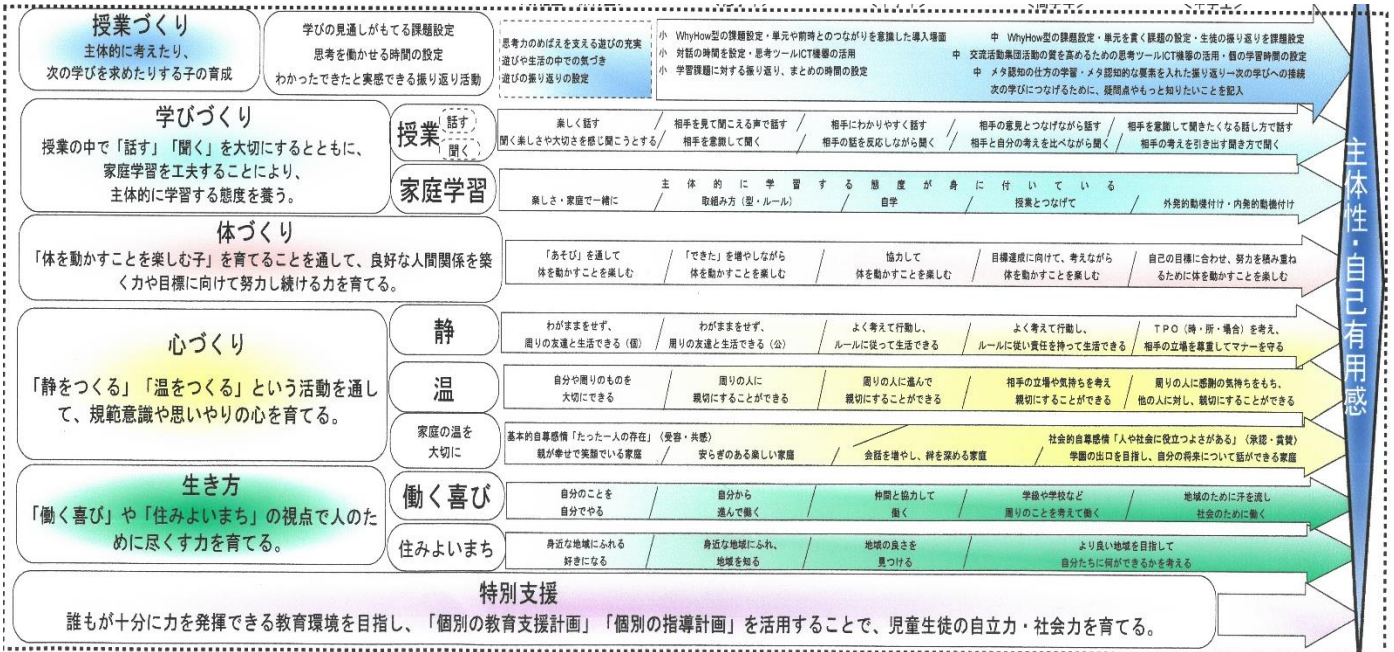 授業づくり
主体的に考えたり、
次の学びを求めたりする子の育成
学びの見通しがもてる課題設定
思考を働かせる時間の設定
わかったできたと実感できる振り返り活動
思考力のめばえを支える遊びの充実
遊びや生活の中での気づき
遊びの振り返りの設定
小 WhyHow型の課題設定・単元や前時とのつながりを意識した導入場面
小 対話の時間を設定・思考ツールICT機器の活用
小 学習課題に対する振り返り、まとめの時間の設定
中 WhyHow型の課題設定・単元を貫く課題の設定・生徒の振り返りを課題設定
中 交流活動集団活動の質を高めるための思考ツールICT機器の活用・個の学習時間の設定
中 メタ認知の仕方の学習・メタ認知的な要素を入れた振り返り一次の学びへの接続
次の学びにつなげるために、疑問点やもっと知りたいことを記入
学びづくり
授業の中で「話す」「聞く」を大切にするとともに、
家庭学習を工夫することにより、
主体的に学習する態度を養う。
授業
話す
聞く
楽しく話す
聞く楽しさや大切さを感じ聞こうとする
相手を見て聞こえる声で話す
相手を意識して聞く
相手にわかりやすく話す
相手の話を反応しながら聞く
相手の意見とつなげながら話す
相手と自分の考えを比べながら聞く
相手を意識して聞きたくなる話し方で話す
相手の考えを引き出す聞き方で聞く
家庭学習
主体的に学習する態度が身に付いている
楽しさ・家庭で一緒に
取組み方（型・ルール）
自学
授業とつなげて
外発的動機付け・内発的動機付け
体づくり
「体を動かすことを楽しむ子」を育てることを通して、良好な人間関係を築
く力や目標に向けて努力し続ける力を育てる。
「あそび」を通して
体を動かすことを楽しむ
「できた」を増やしながら
体を動かすことを楽しむ
協力して
体を動かすことを楽しむ
目標達成に向けて、考えながら
体を動かすことを楽しむ
自己の目標に合わせ、努力を積み重ね
るために体を動かすことを楽しむ
心づくり
「静をつくる」「温をつくる」という活動を通し
て、規範意識や思いやりの心を育てる。
静
わがままをせず、
周りの友達と生活できる（個）
わがままをせず、
周りの友達と生活できる（公）
よく考えて行動し、
ルールに従って生活できる
よく考えて行動し、
ルールに従い責任を持って生活できる
ＴＰＯ（時・所・場合）を考え、
相手の立場を尊重してマナーを守る
温
自分や周りのものを
大切にできる
周りの人に
親切にすることができる
周りの人に進んで
親切にすることができる
相手の立場や気持ちを考え
親切にすることができる
周りの人に感謝の気持ちをもち、
他の人に対し、親切にすることができる
家庭の温を
大切に
基本的自尊感情「たった一人の存在」（受容・共感）
親が幸せで笑顔でいる家庭
安らぎのある楽しい家庭
会話を増やし、絆を深める家庭
社会的自尊感情「人や社会に役立つよさがある」（承認・賞賛）
学園の出口を目指し、自分の将来について話ができる家庭
生き方
「働く喜び」や「住みよいまち」の視点で人のた
めに尽くす力を育てる。
働く喜び
自分のことを
自分でやる
自分から
進んで働く
仲間と協力して
働く
学級や学校など
周りのことを考えて働く
地域のために汗を流し
社会のために働く
住みよいまち
身近な地域にふれる
好きになる
身近な地域にふれ、
地域を知る
地域の良さを
見つける
より良い地域を目指して
自分たちに何ができるかを考える
特別支援
誰もが十分に力を発揮できる教育環境を目指し、「個別の教育支援計画」「個別の指導計画」を活用することで、児童生徒の自立力・社会力を育てる。
主体性・自己有用感